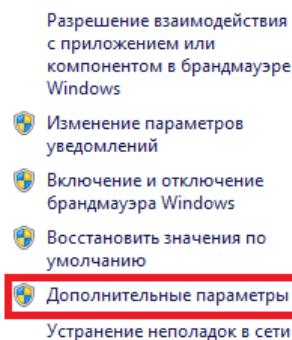 Разрешение взаимодействия
с приложением или
компонентом в брандмауэре
Windows
Изменение параметров
уведомлений
Включение и отключение
брандмауэра Windows
Восстановить значения по
умолчанию
Дополнительные параметры
Устранение неполадок в сети